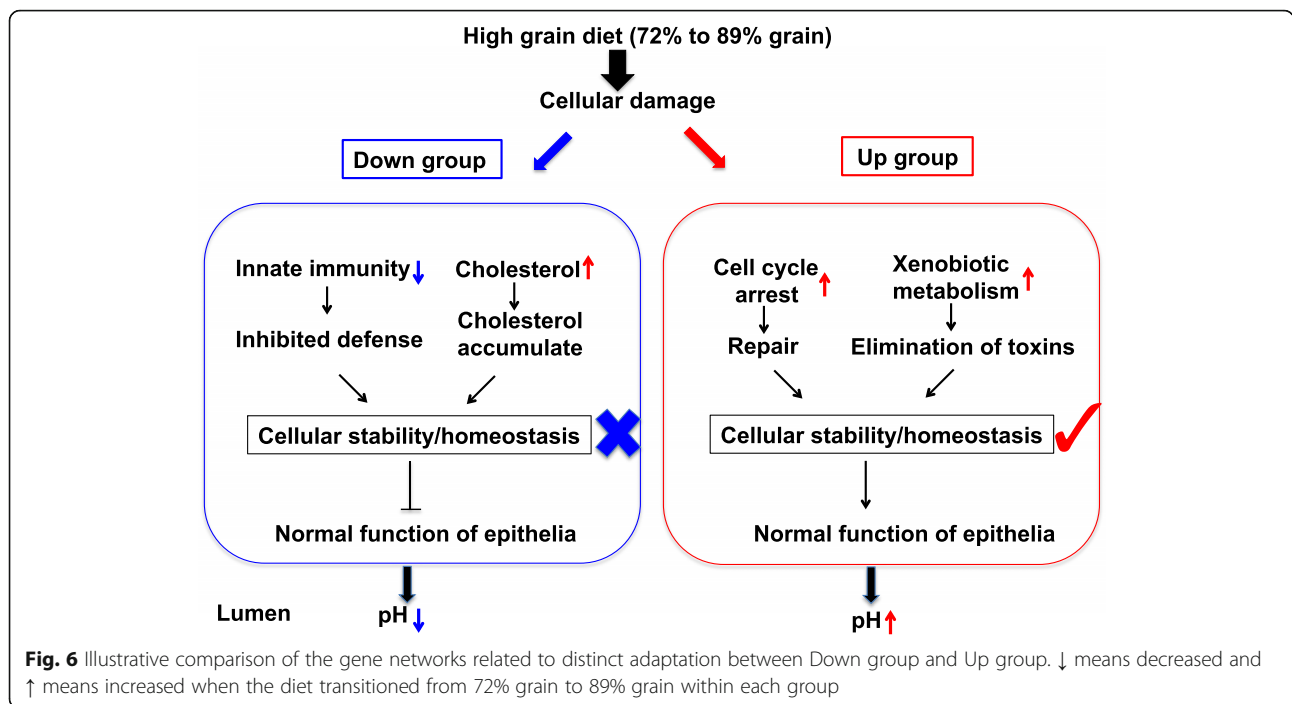 High grain diet (72% to 89% grain)
Cellular damage
Down group
Up group
Innate immunity↓
Cholesterol↑
Inhibited defense
Cholesterol
accumulate
Cellular stability/homeostasis
Normal function of epithelia
Cell cycle
arrest ↑
Xenobiotic
metabolism ↑
Repair
Elimination of toxins
Cellular stability/homeostasis
Normal function of epithelia
Lumen
pH↓
pH↑
Fig. 6 Illustrative comparison of the gene networks related to distinct adaptation between Down group and Up group. ↓ means decreased and
↑ means increased when the diet transitioned from 72% grain to 89% grain within each group